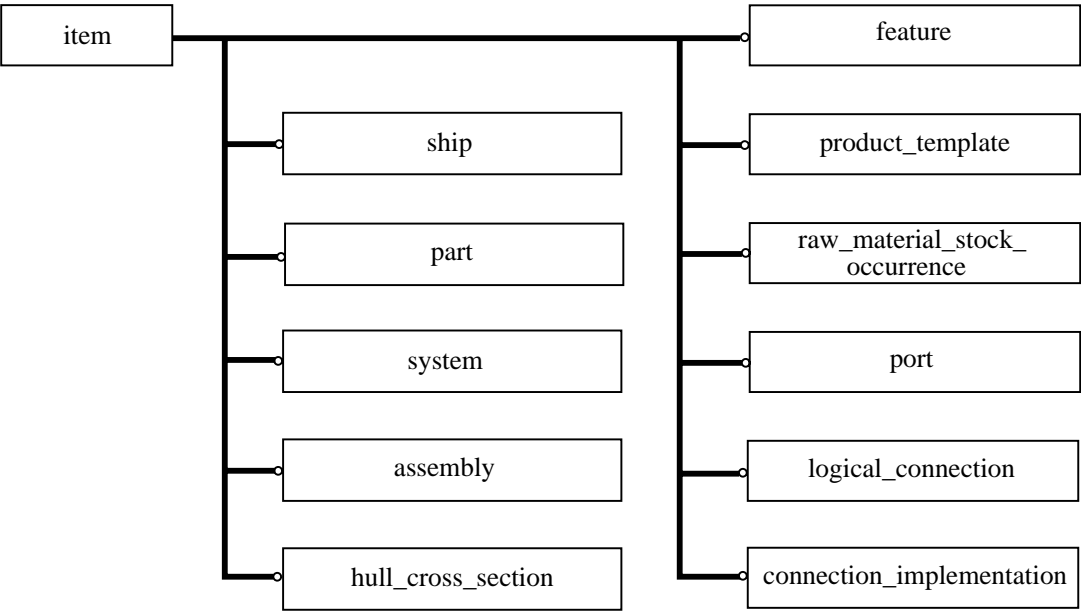 item
feature
ship
product_template
part
raw_material_stock_
occurrence
system
port
assembly
logical_connection
hull_cross_section
connection_implementation